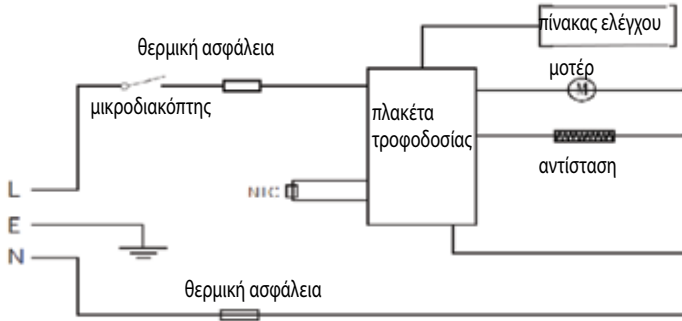 πίνακας ελέγχου
θερμική ασφάλεια
μοτέρ
M
μικροδιακόπτης
πλακέτα
τροφοδοσίας
αντίσταση
L
NTC
E
N
θερμική ασφάλεια